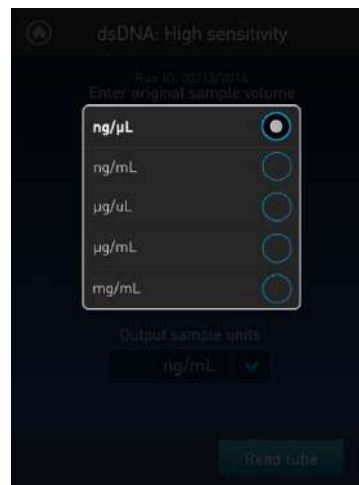 dsDNA: High sensitivity
Run ID: 02/13/2014
Enter original sample volume
ng/µL
ng/mL
µg/uL
µg/mL
mg/mL
Output sample units
ng/mL
Read tube